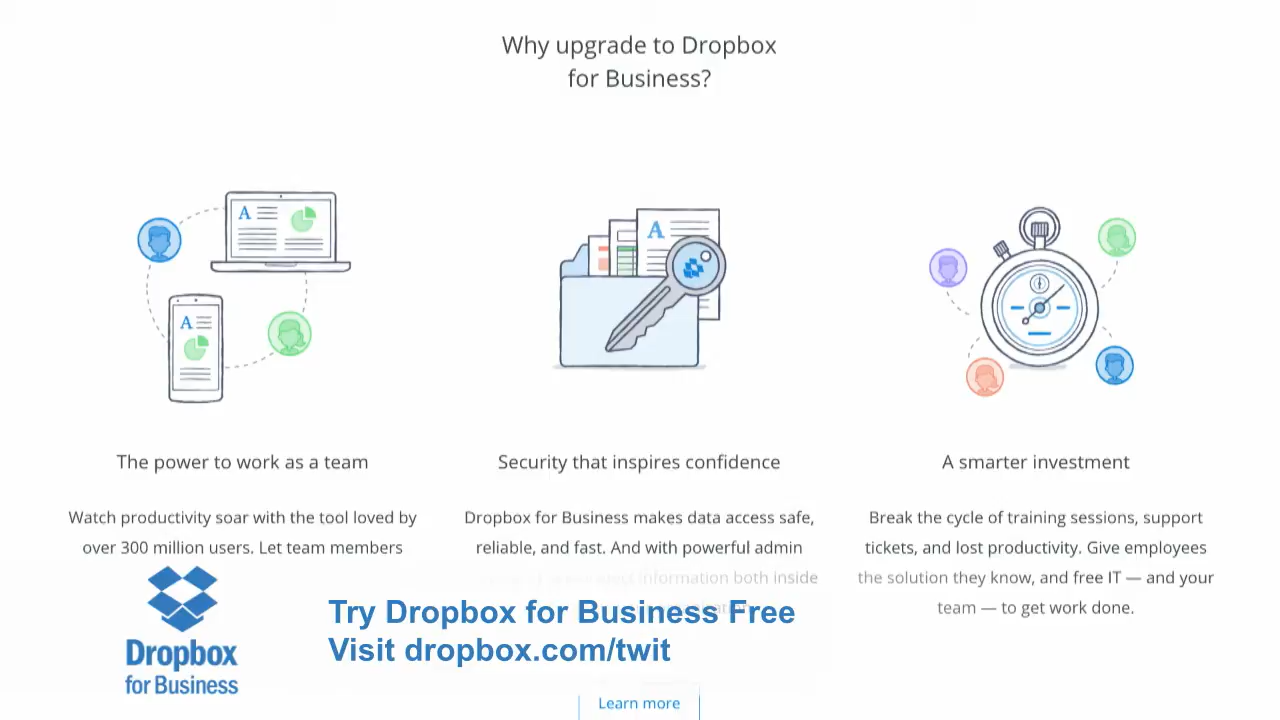 Why upgrade to Dropbox
for Business?
A
A
A
The power to work as a team
Watch productivity soar with the tool loved by
over 300 million users. Let team members
Security that inspires confidence
Dropbox for Business makes data access safe,
reliable, and fast. And with powerful admin
information both inside
A smarter investment
Break the cycle of training sessions, support
tickets, and lost productivity. Give employees
the solution they know, and free IT — and your
team — to get work done.
Dropbox
for Business
Try Dropbox for Business Free
Visit dropbox.com/twit
Learn more